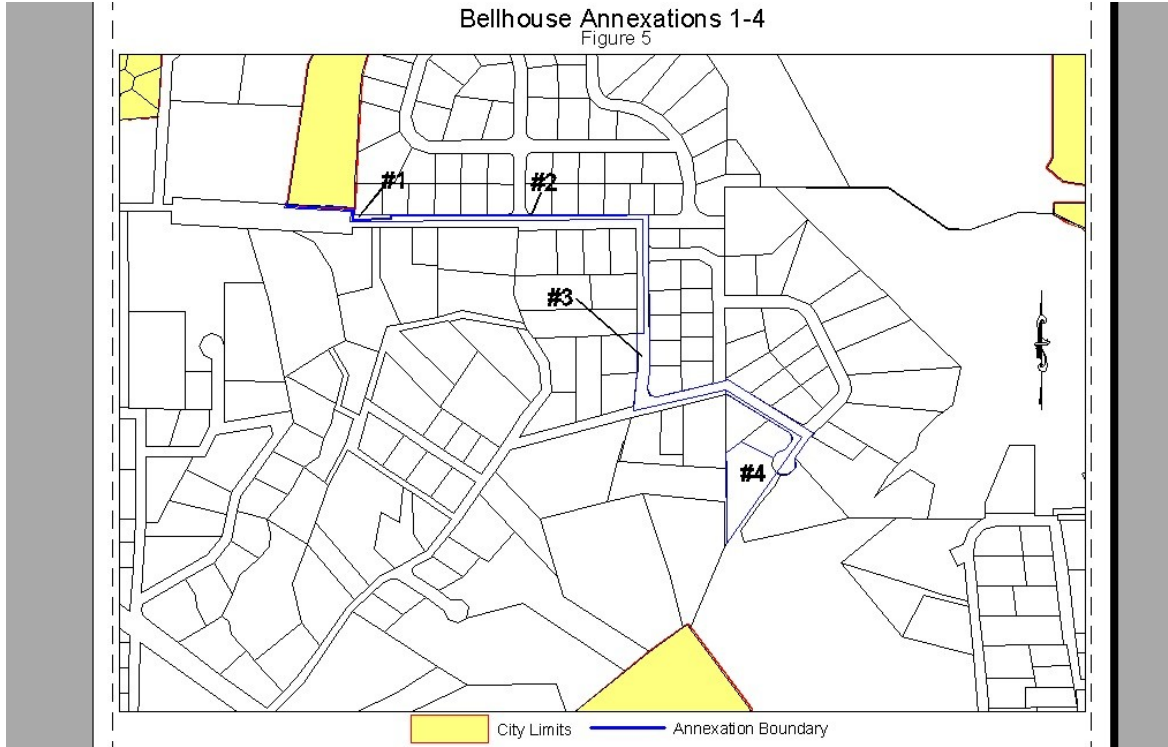 Bellhouse Annexations 1-4
Figure 5
#1
#2
#3
#4
City Limits
Annexation Boundary